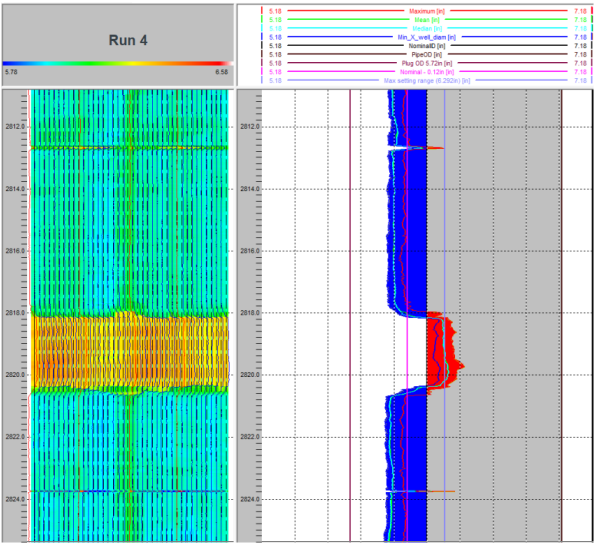 Run 4
5.78 6.58
5.18 Maximum [in] 7.18
5.18 Mean [in] 7.18
5.18 Median [in] 7.18
5.18 Min_X_well_diam [in] 7.18
5.18 NominalID [in] 7.18
5.18 PipeOD [in] 7.18
5.18 Plug OD 5.72in [in] 7.18
5.18 Nominal - 0.12in [in] 7.18
5.18 Max setting range (6.282in) [in] 7.18
2812.0 2812.0
2814.0 2814.0
2816.0 2816.0
2818.0 2818.0
2820.0 2820.0
2822.0 2822.0
2824.0 2824.0